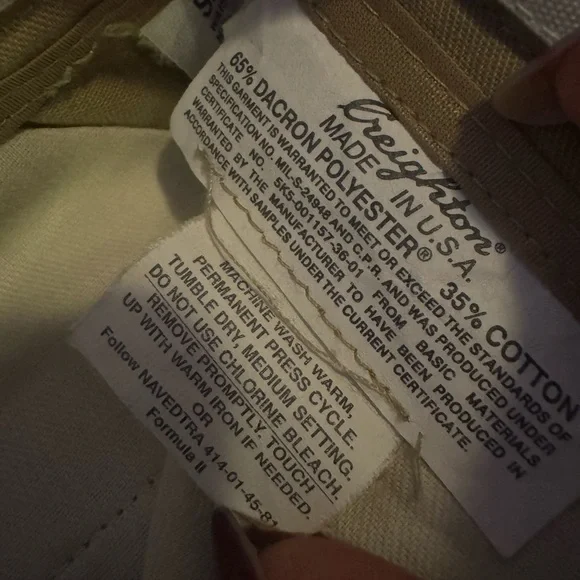 Creighton®
MADE IN U.S.A.
65% DACRON POLYESTER® 35% COTTON
THIS GARMENT IS WARRANTED TO MEET OR EXCEED THE STANDARDS OF
SPECIFICATION NO. MIL-S-24948 AND C.P.R. AND WAS PRODUCED UNDER
CERTIFICATE NO. 5K5-001157-36-01 FROM BASIC MATERIALS
WARRANTED BY THE MANUFACTURER TO HAVE BEEN PRODUCED IN
ACCORDANCE WITH SAMPLES UNDER THE CURRENT CERTIFICATE.
MACHINE WASH WARM,
PERMANENT PRESS CYCLE.
TUMBLE DRY, MEDIUM SETTING.
DO NOT USE CHLORINE BLEACH.
REMOVE PROMPTLY. TOUCH
UP WITH WARM IRON IF NEEDED.
OR
Follow NAVEDTRA 414-01-45-81
Formula II